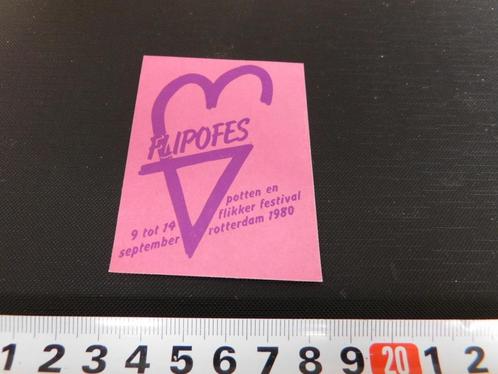 FLIPOFES
9 tot 14
september
potten en
flikker festival
rotterdam 1980
1 2 3 4 5 6 7 8 9 20 1 2